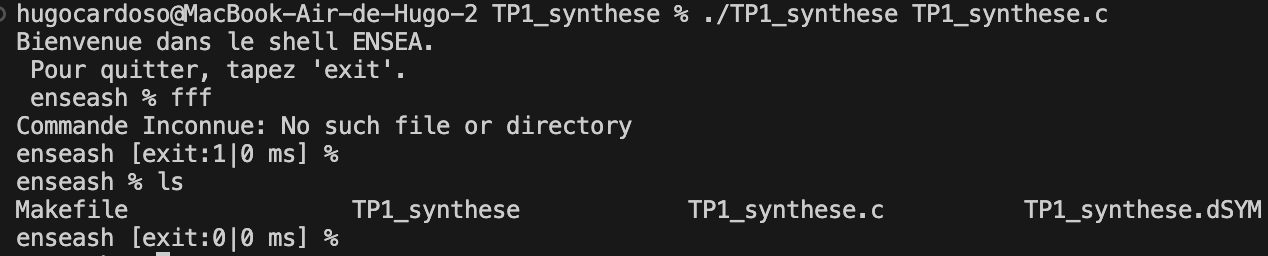 hugocardoso@MacBook-Air-de-Hugo-2 TP1_synthese % ./TP1_synthese TP1_synthese.c
Bienvenue dans le shell ENSEA.
 Pour quitter, tapez 'exit'.
 enseash % fff
Commande Inconnue: No such file or directory
enseash [exit:1|0 ms] %
enseash % ls
Makefile                TP1_synthese            TP1_synthese.c          TP1_synthese.dSYM
enseash [exit:0|0 ms] %